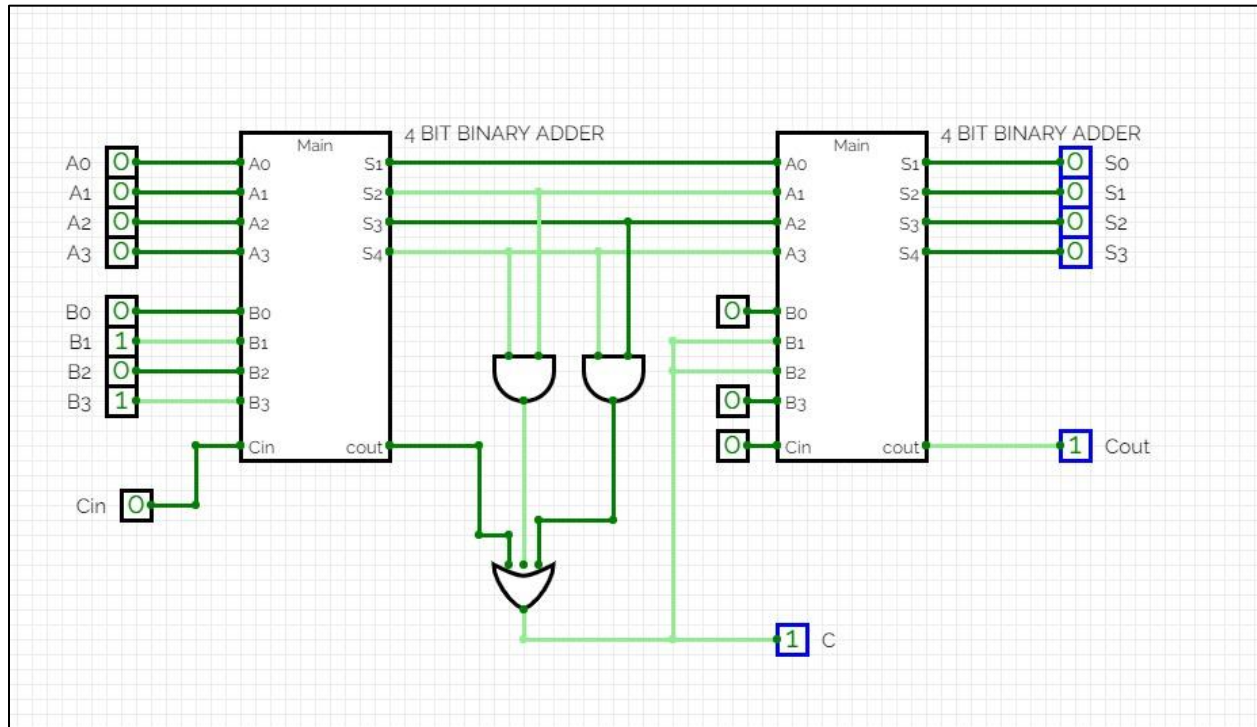 4 BIT BINARY ADDER
4 BIT BINARY ADDER
Main
Main
A0 0 A0 S1 A0 S1 0 S0
A1 0 A1 S2 A1 S2 0 S1
A2 0 A2 S3 A2 S3 0 S2
A3 0 A3 S4 A3 S4 0 S3
B0 0 B0 0 B0
B1 1 B1 B1
B2 0 B2 B2
B3 1 B3 0 B3
Cin cout 0 Cin cout 1 Cout
Cin 0
1 C